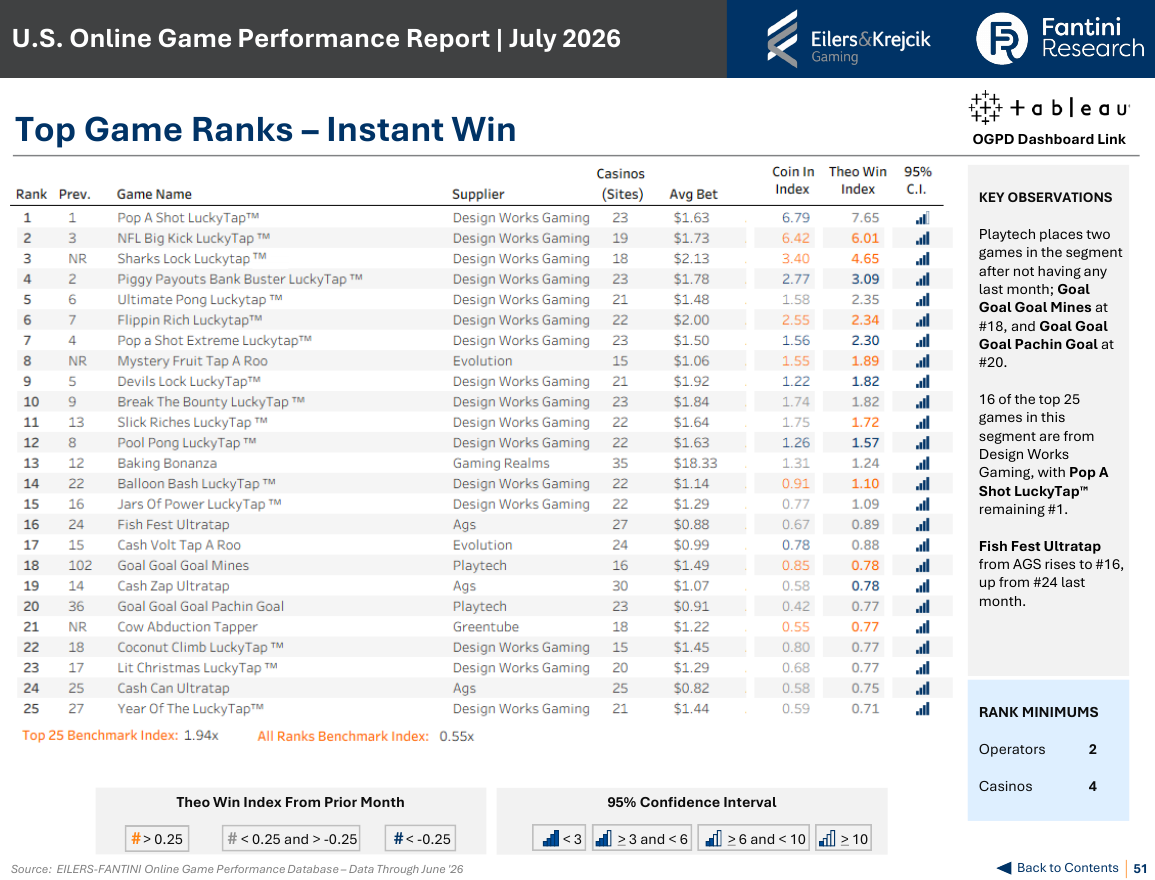 U.S. Online Game Performance Report | July 2026
Eilers&Krejcik
Gaming
Fantini
Research
Top Game Ranks – Instant Win
+ a b l e a u
OGPD Dashboard Link
Rank Prev. Game Name Supplier Casinos (Sites) Avg Bet Coin In Index Theo Win Index 95% C.I.
1 1 Pop A Shot LuckyTap™ Design Works Gaming 23 $1.63 6.79 7.65
2 3 NFL Big Kick LuckyTap ™ Design Works Gaming 19 $1.73 6.42 6.01
3 NR Sharks Lock Luckytap ™ Design Works Gaming 18 $2.13 3.40 4.65
4 2 Piggy Payouts Bank Buster LuckyTap ™ Design Works Gaming 23 $1.78 2.77 3.09
5 6 Ultimate Pong Luckytap ™ Design Works Gaming 21 $1.48 1.58 2.35
6 7 Flippin Rich Luckytap™ Design Works Gaming 22 $2.00 2.55 2.34
7 4 Pop a Shot Extreme Luckytap™ Design Works Gaming 23 $1.50 1.56 2.30
8 NR Mystery Fruit Tap A Roo Evolution 15 $1.06 1.55 1.89
9 5 Devils Lock LuckyTap™ Design Works Gaming 21 $1.92 1.22 1.82
10 9 Break The Bounty LuckyTap ™ Design Works Gaming 23 $1.84 1.74 1.82
11 13 Slick Riches LuckyTap ™ Design Works Gaming 22 $1.64 1.75 1.72
12 8 Pool Pong LuckyTap ™ Design Works Gaming 22 $1.63 1.26 1.57
13 12 Baking Bonanza Gaming Realms 35 $18.33 1.31 1.24
14 22 Balloon Bash LuckyTap ™ Design Works Gaming 22 $1.14 0.91 1.10
15 16 Jars Of Power LuckyTap ™ Design Works Gaming 22 $1.29 0.77 1.09
16 24 Fish Fest Ultratap Ags 27 $0.88 0.67 0.89
17 15 Cash Volt Tap A Roo Evolution 24 $0.99 0.78 0.88
18 102 Goal Goal Goal Mines Playtech 16 $1.49 0.85 0.78
19 14 Cash Zap Ultratap Ags 30 $1.07 0.58 0.78
20 36 Goal Goal Goal Pachin Goal Playtech 23 $0.91 0.42 0.77
21 NR Cow Abduction Tapper Greentube 18 $1.22 0.55 0.77
22 18 Coconut Climb LuckyTap ™ Design Works Gaming 15 $1.45 0.80 0.77
23 17 Lit Christmas LuckyTap ™ Design Works Gaming 20 $1.29 0.68 0.77
24 25 Cash Can Ultratap Ags 25 $0.82 0.58 0.75
25 27 Year Of The LuckyTap™ Design Works Gaming 21 $1.44 0.59 0.71
Top 25 Benchmark Index: 1.94x All Ranks Benchmark Index: 0.55x
KEY OBSERVATIONS
Playtech places two
games in the segment
after not having any
last month; Goal
Goal Goal Mines at
#18, and Goal Goal
Goal Pachin Goal at
#20.
16 of the top 25
games in this
segment are from
Design Works
Gaming, with Pop A
Shot LuckyTap™
remaining #1.
Fish Fest Ultratap
from AGS rises to #16,
up from #24 last
month.
RANK MINIMUMS
Operators 2
Casinos 4
Theo Win Index From Prior Month
# > 0.25 # < 0.25 and > -0.25 # < -0.25
95% Confidence Interval
< 3 ≥ 3 and < 6 ≥ 6 and < 10 ≥ 10
Source: EILERS-FANTINI Online Game Performance Database – Data Through June '26
Back to Contents | 51